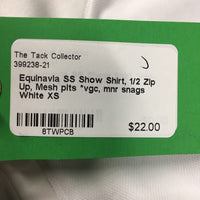 The Tack Collector
399238-21
Equinavia SS Show Shirt, 1/2 Zip
Up, Mesh pits *vgc, mnr snags
White XS
8TWPCB
$22.00